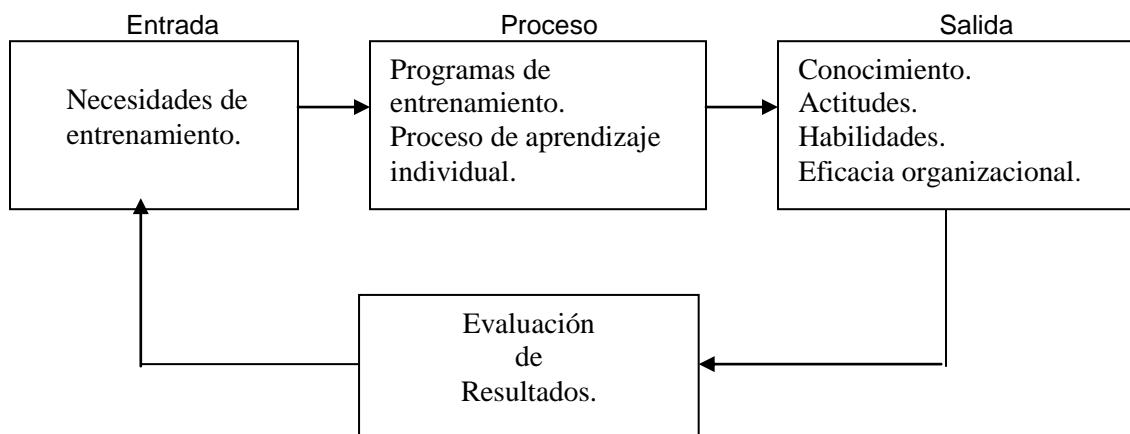 Entrada
Proceso
Salida
Necesidades de
entrenamiento.
Programas de
entrenamiento.
Proceso de aprendizaje
individual.
Conocimiento.
Actitudes.
Habilidades.
Eficacia organizacional.
Evaluación
de
Resultados.